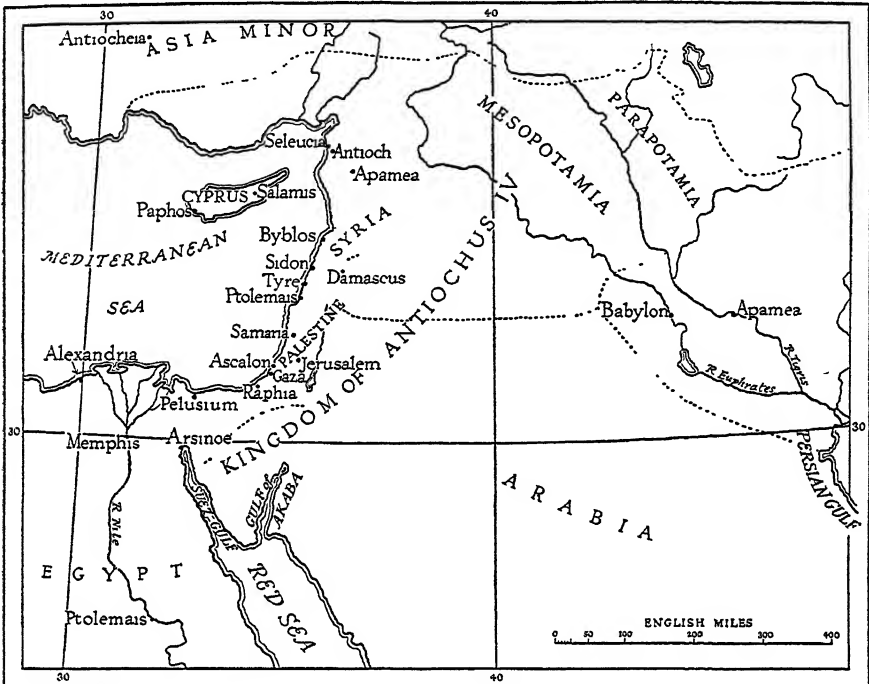 30
40
Antiocheia
ASIA MINOR
MESOPOTAMIA
PARAPOTAMIA
Seleucia
Antioch
Apamea
CYPRUS
Salamis
Paphos
SYRIA
MEDITERRANEAN
SEA
Byblos
Sidon
Damascus
Tyre
Ptolemais
Babylon
Apamea
Samaria
PALESTINE
Alexandria
Ascalon
Jerusalem
Gaza
Raphia
Pelusium
R Euphrates
R Tigris
KINGDOM OF ANTIOCHUS IV
30
30
Memphis
Arsinoe
PERSIAN GULF
ARABIA
SUEZ GULF
GULF of
AKABA
R Nile
EGYPT
RED SEA
Ptolemais
ENGLISH MILES
0 50 100 200 300 400
30
40